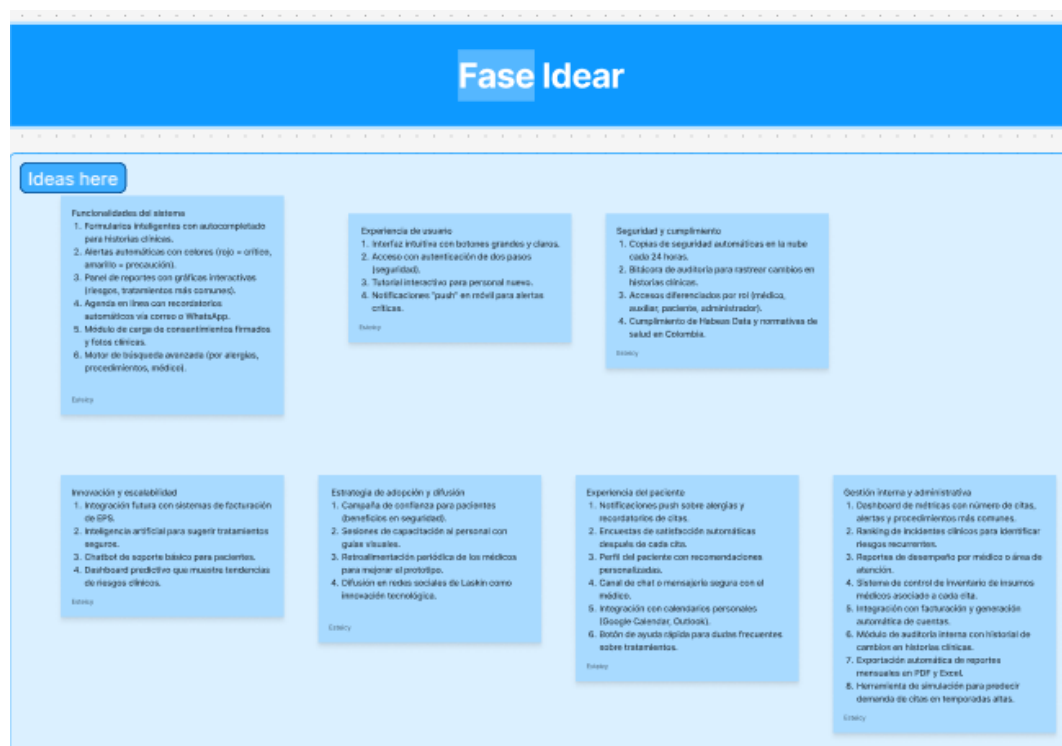 Fase Idear
Ideas here
Funcionalidades del sistema
1. Formularios inteligentes con autocompletado
para historias clínicas.
2. Alertas automáticas con colores (rojo = crítico,
amarillo = precaución).
3. Panel de reportes con gráficas interactivas
(riesgos, tratamientos más comunes).
4. Agenda en línea con recordatorios
automáticos vía correo o WhatsApp.
5. Módulo de carga de consentimientos firmados
y fotos clínicas.
6. Motor de búsqueda avanzada (por alergias,
procedimientos, médico).
Experiencia de usuario
1. Interfaz intuitiva con botones grandes y claros.
2. Acceso con autenticación de dos pasos
(seguridad).
3. Tutorial interactivo para personal nuevo.
4. Notificaciones "push" en móvil para alertas
críticas.
Seguridad y cumplimiento
1. Copias de seguridad automáticas en la nube
cada 24 horas.
2. Bitácora de auditoría para rastrear cambios en
historias clínicas.
3. Accesos diferenciados por rol (médico,
auxiliar, paciente, administrador).
4. Cumplimiento de Habeas Data y normativas de
salud en Colombia.
Innovación y escalabilidad
1. Integración futura con sistemas de facturación
de EPS.
2. Inteligencia artificial para sugerir tratamientos
seguros.
3. Chatbot de soporte básico para pacientes.
4. Dashboard predictivo que muestre tendencias
de riesgos clínicos.
Estrategia de adopción y difusión
1. Campaña de confianza para pacientes
(beneficios en seguridad).
2. Sesiones de capacitación al personal con
guías visuales.
3. Retroalimentación periódica de los médicos
para mejorar el prototipo.
4. Difusión en redes sociales de Laskin como
innovación tecnológica.
Experiencia del paciente
1. Notificaciones push sobre alergias y
recordatorios de citas.
2. Encuestas de satisfacción automáticas
después de cada cita.
3. Perfil del paciente con recomendaciones
personalizadas.
4. Canal de chat o mensajería segura con el
médico.
5. Integración con calendarios personales
(Google Calendar, Outlook).
6. Botón de ayuda rápida para dudas frecuentes
sobre tratamientos.
Gestión interna y administrativa
1. Dashboard de métricas con número de citas,
alertas y procedimientos más comunes.
2. Ranking de incidentes clínicos para identificar
riesgos recurrentes.
3. Reportes de desempeño por médico o área de
atención.
4. Sistema de control de inventario de insumos
médicos asociado a cada cita.
5. Integración con facturación y generación
automática de cuentas.
6. Módulo de auditoría interna con historial de
cambios en historias clínicas.
7. Exportación automática de reportes
mensuales en PDF y Excel.
8. Herramienta de simulación para predecir
demanda de citas en temporadas altas.